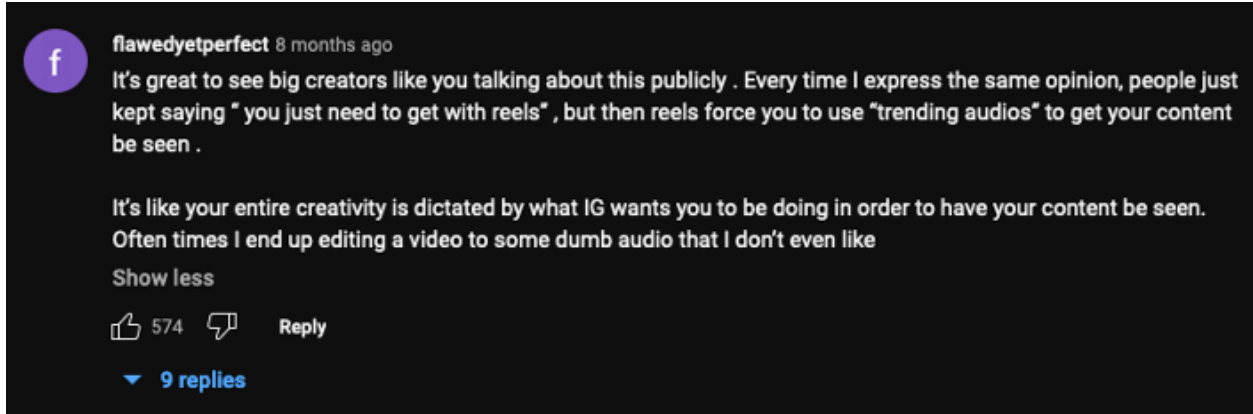 f
flawedyetperfect 8 months ago
It's great to see big creators like you talking about this publicly . Every time I express the same opinion, people just
kept saying “ you just need to get with reels” , but then reels force you to use “trending audios” to get your content
be seen .
It's like your entire creativity is dictated by what IG wants you to be doing in order to have your content be seen.
Often times I end up editing a video to some dumb audio that I don’t even like
Show less
574 Reply
9 replies